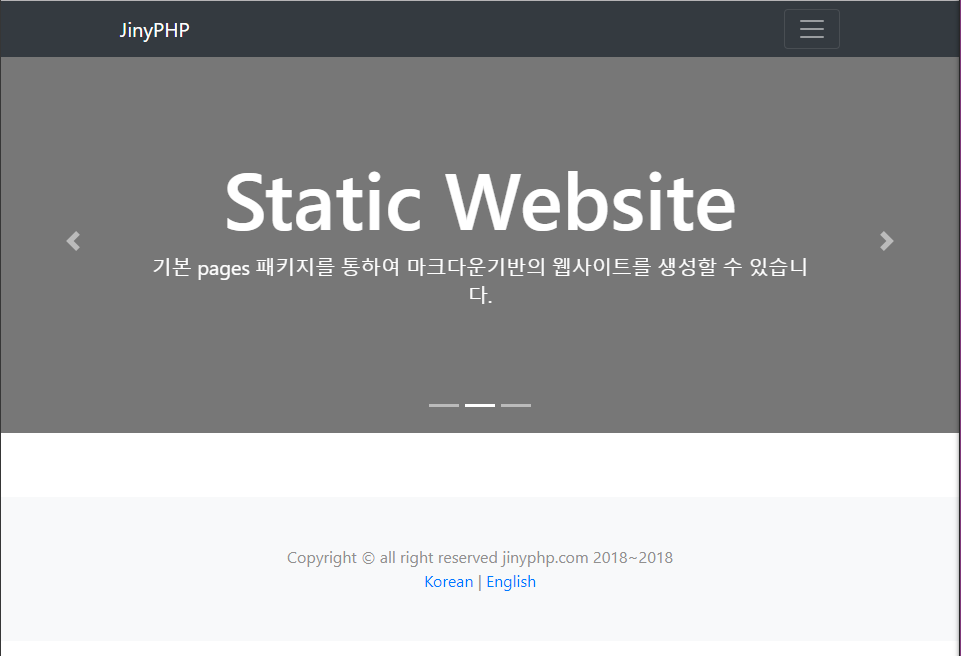 JinyPHP
Static Website
기본 pages 패키지를 통하여 마크다운기반의 웹사이트를 생성할 수 있습니
다.
Copyright © all right reserved jinyphp.com 2018~2018
Korean | English